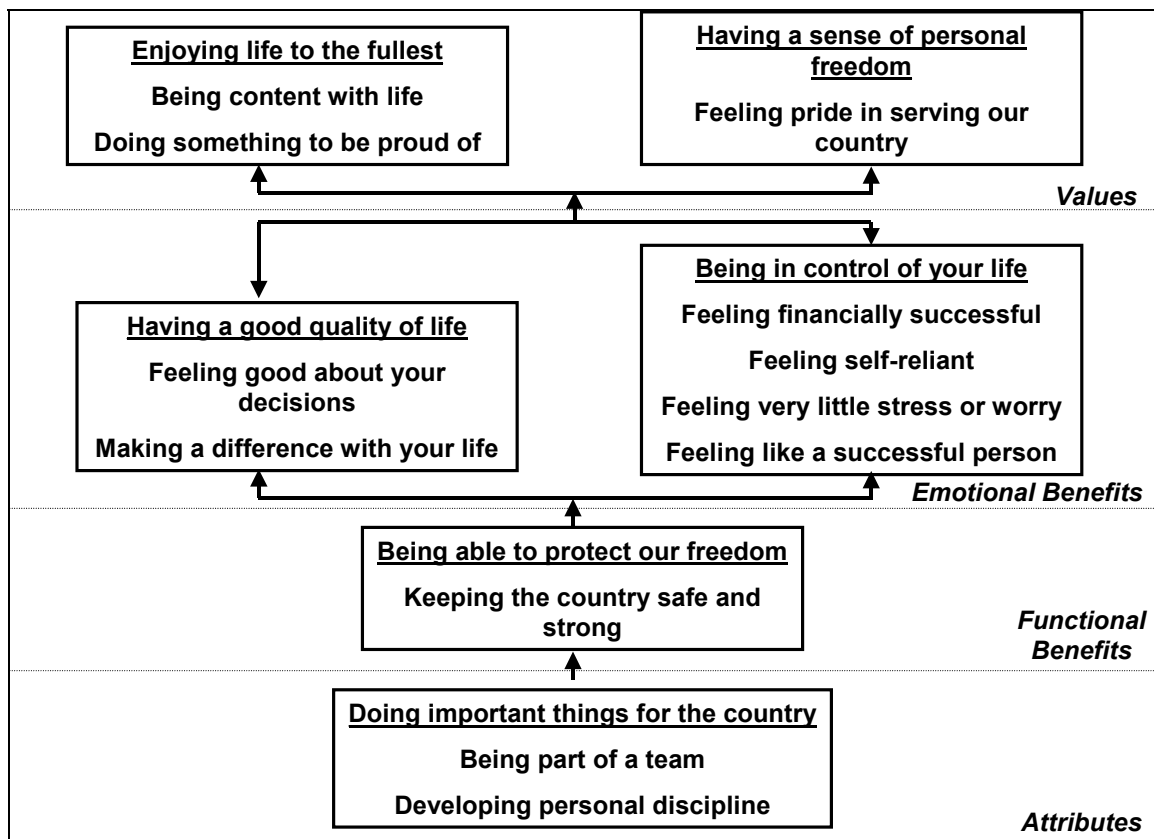 Enjoying life to the fullest
Being content with life
Doing something to be proud of
Having a sense of personal
freedom
Feeling pride in serving our
country
Values
Having a good quality of life
Feeling good about your
decisions
Making a difference with your life
Being in control of your life
Feeling financially successful
Feeling self-reliant
Feeling very little stress or worry
Feeling like a successful person
Emotional Benefits
Being able to protect our freedom
Keeping the country safe and
strong
Functional
Benefits
Doing important things for the country
Being part of a team
Developing personal discipline
Attributes